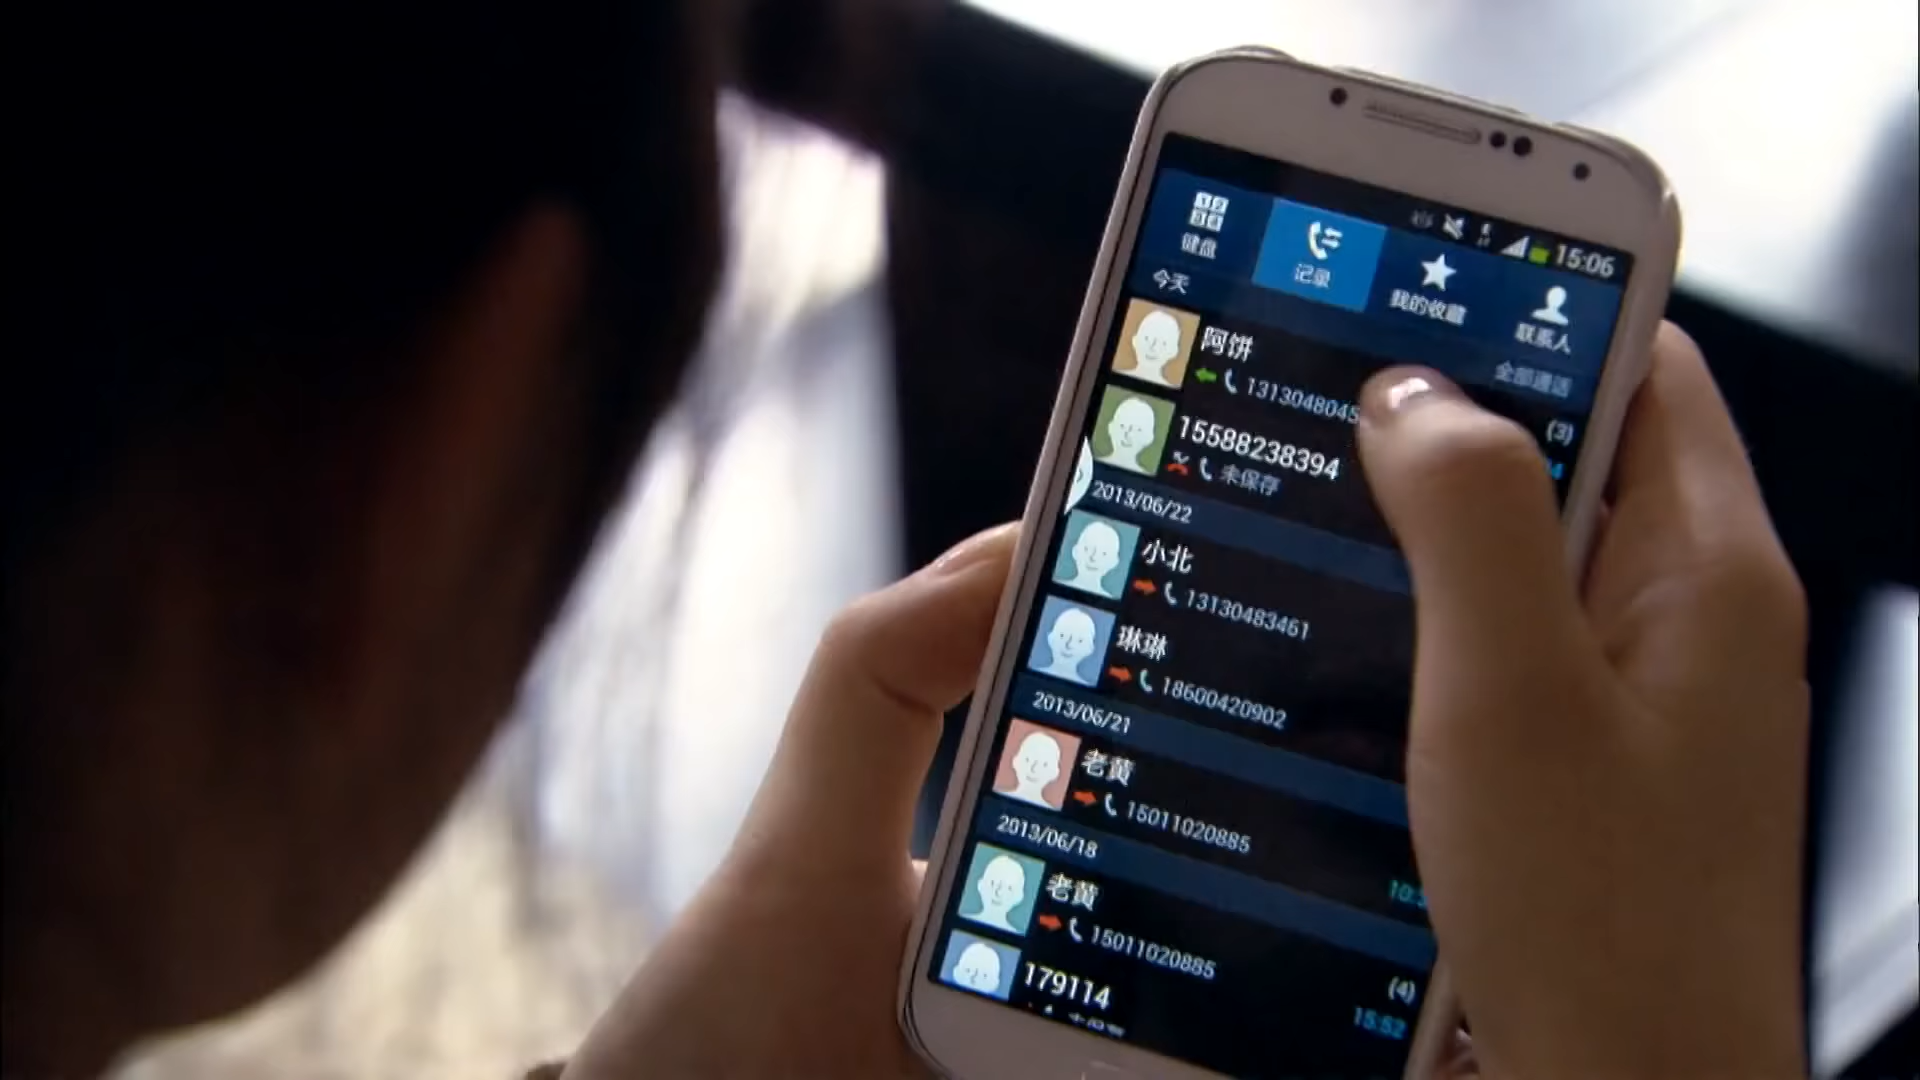 15:06
键盘
记录
我的收藏
联系人
今天
全部通话
阿饼
1313048045
(3)
15588238394
未保存
2013/06/22
小北
13130483461
琳琳
18600420902
2013/06/21
老黄
15011020885
2013/06/18
老黄
15011020885
(4)
15:52
179114